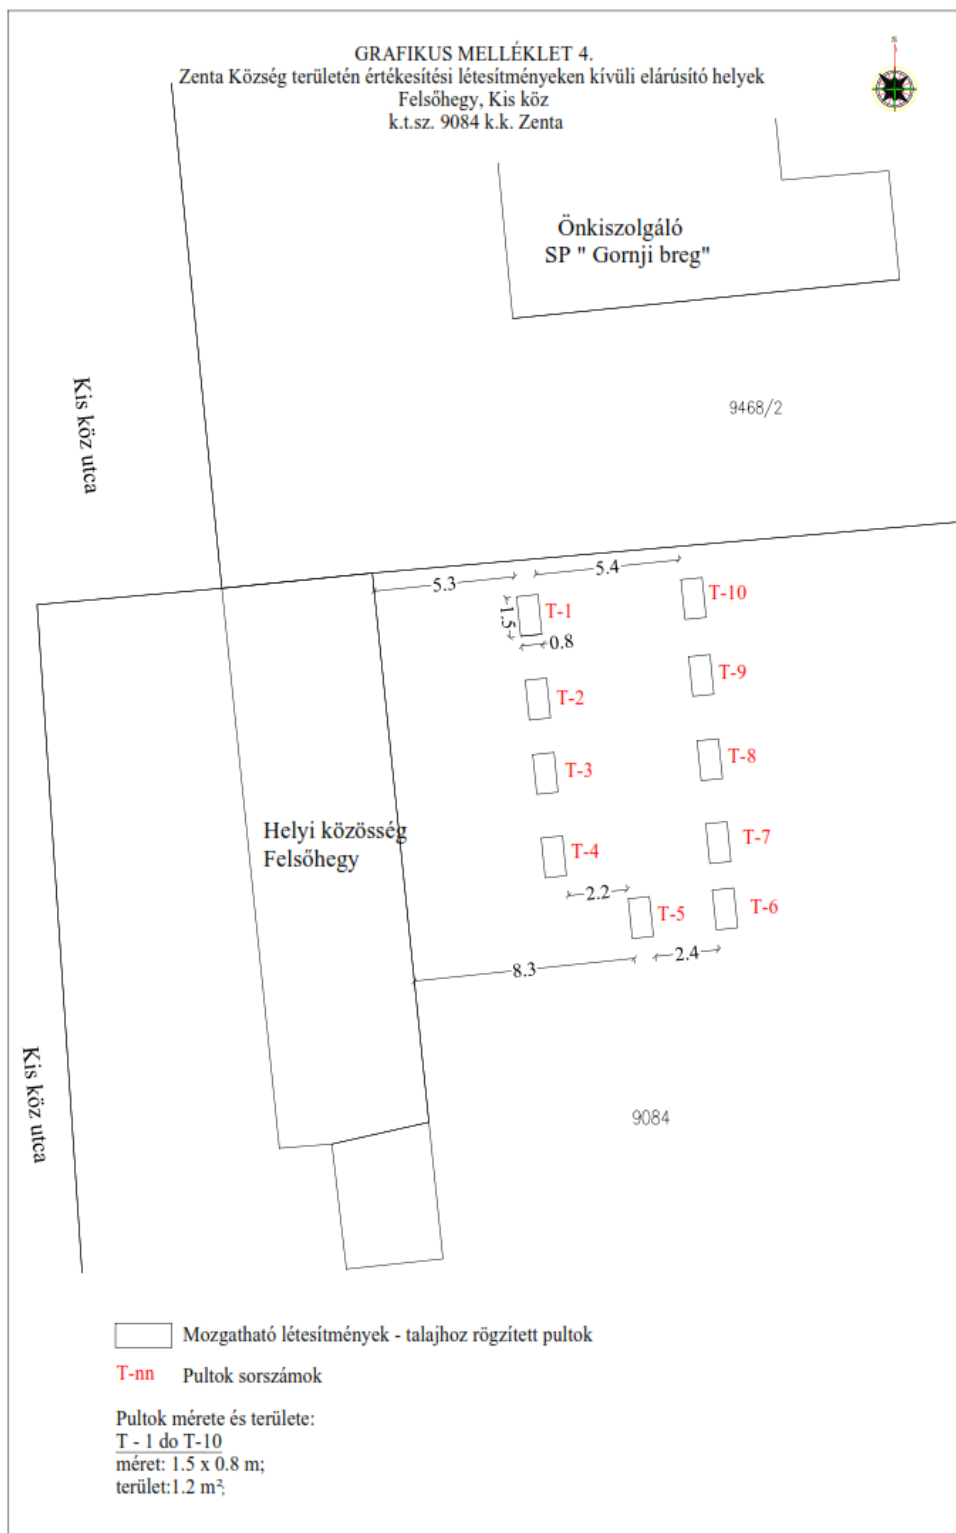 GRAFIKUS MELLÉKLET 4.
Zenta Község területén értékesítési létesítményeken kívüli elárúsító helyek
Felsőhegy, Kis köz
k.t.sz. 9084 k.k. Zenta
S
Önkiszolgáló
SP " Gornji breg"
Kis köz utca
9468/2
5.3
5.4
T-10
1.5
T-1
0.8
T-9
T-2
T-8
T-3
Helyi közösség
Felsőhegy
T-7
T-4
2.2
T-5
T-6
2.4
8.3
Kis köz utca
9084
Mozgatható létesítmények - talajhoz rögzített pultok
T-nn Pultok sorszámok
Pultok mérete és területe:
T - 1 do T-10
méret: 1.5 x 0.8 m;
terület:1.2 m²;